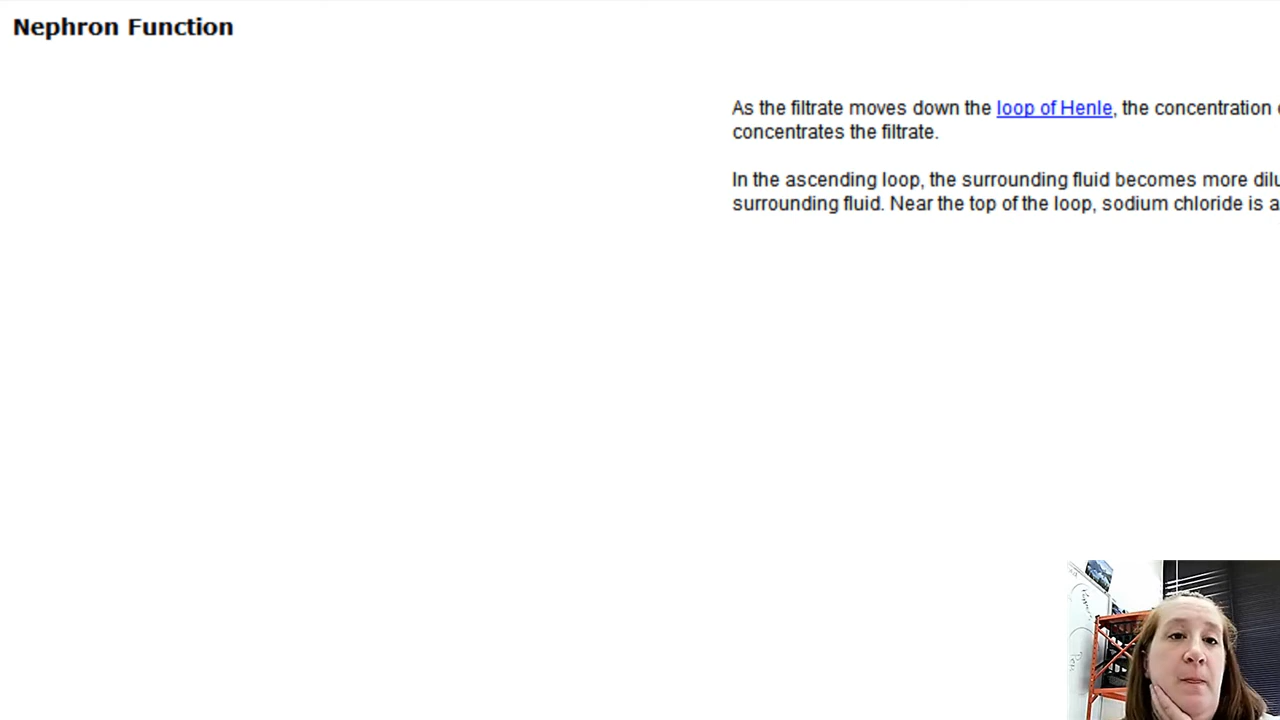 Nephron Function
As the filtrate moves down the loop of Henle, the concentration
concentrates the filtrate.
In the ascending loop, the surrounding fluid becomes more
surrounding fluid. Near the top of the loop, sodium chloride is